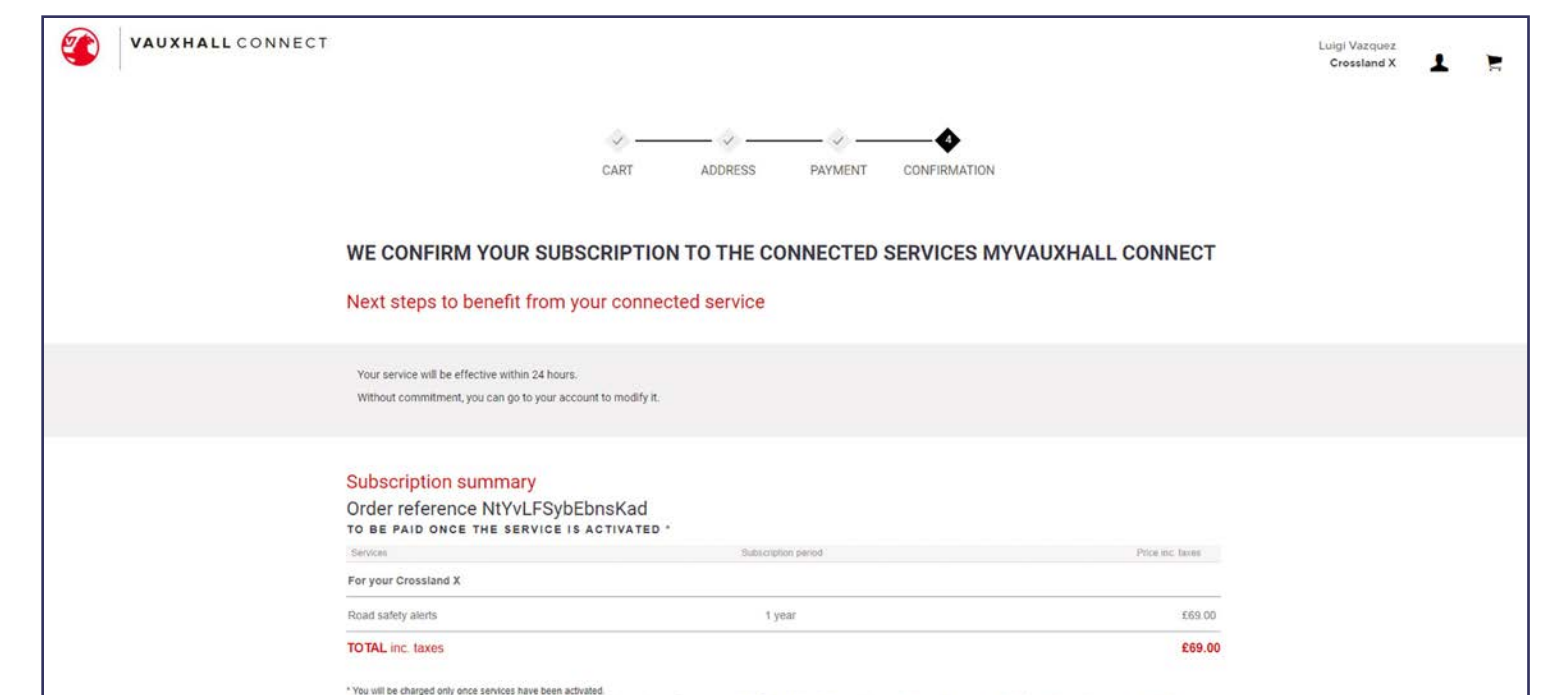 VAUXHALL CONNECT
Luigi Vazquez
Crossland X
4
CART ADDRESS PAYMENT CONFIRMATION
WE CONFIRM YOUR SUBSCRIPTION TO THE CONNECTED SERVICES MYVAUXHALL CONNECT
Next steps to benefit from your connected service
Your service will be effective within 24 hours.
Without commitment, you can go to your account to modify it.
Subscription summary
Order reference NtYvLFSybEbnsKad
TO BE PAID ONCE THE SERVICE IS ACTIVATED *
Services Subscription period Price inc. taxes
For your Crossland X
Road safety alerts 1 year £69.00
TOTAL inc. taxes £69.00
* You will be charged only once services have been activated.